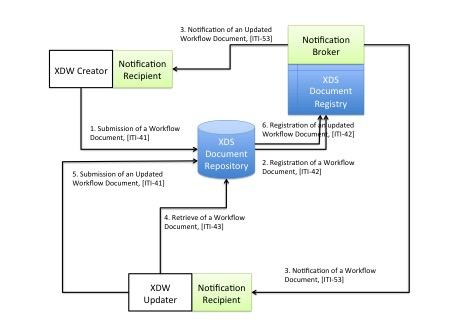 3. Notification of an Updated
Workflow Document, [ITI-53]
Notification
Broker
XDW Creator
Notification
Recipient
XDS
Document
Registry
6. Registration of an updated
Workflow Document, [ITI-42]
1. Submission of a Workflow
Document, [ITI-41]
XDS
Document
Repository
2. Registration of a Workflow
Document, [ITI-42]
5. Submission of an Updated
Workflow Document, [ITI-41]
4. Retrieve of a Workflow
Document, [ITI-43]
3. Notification of a Workflow
Document, [ITI-53]
XDW
Updater
Notification
Recipient